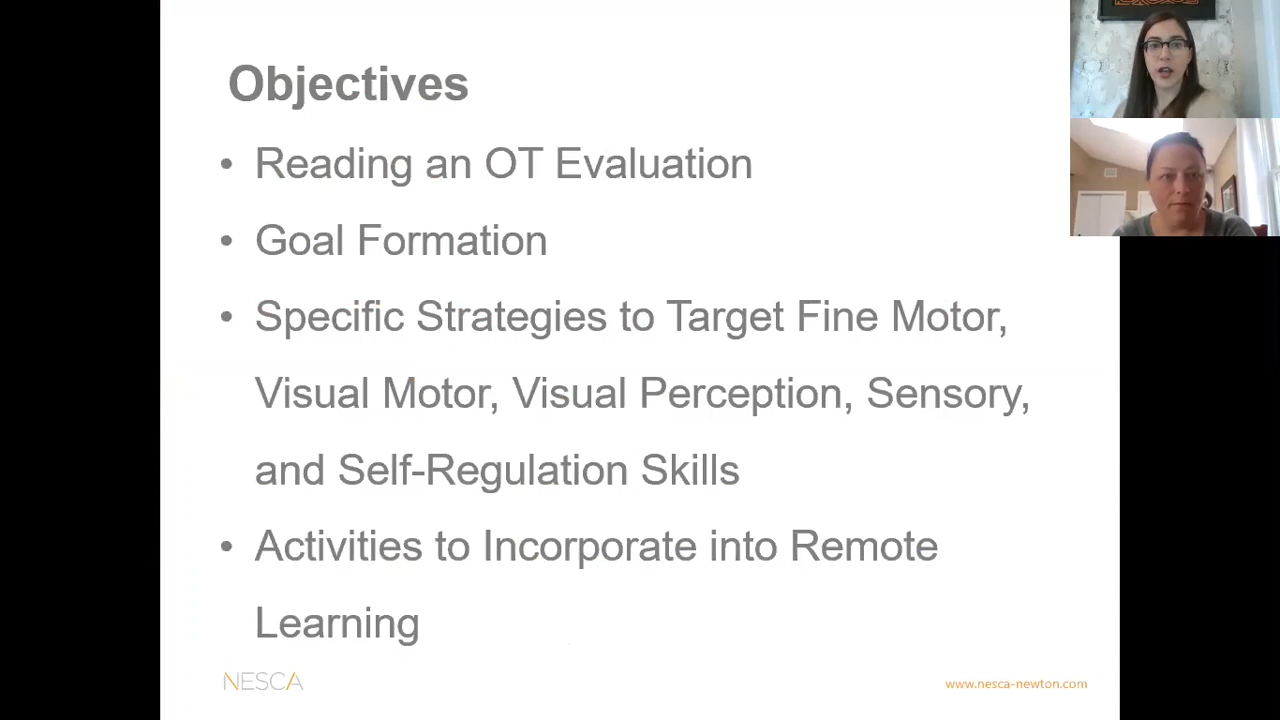 Objectives
• Reading an OT Evaluation
• Goal Formation
• Specific Strategies to Target Fine Motor,
Visual Motor, Visual Perception, Sensory,
and Self-Regulation Skills
• Activities to Incorporate into Remote
Learning
NESCA
www.nesca-newton.com